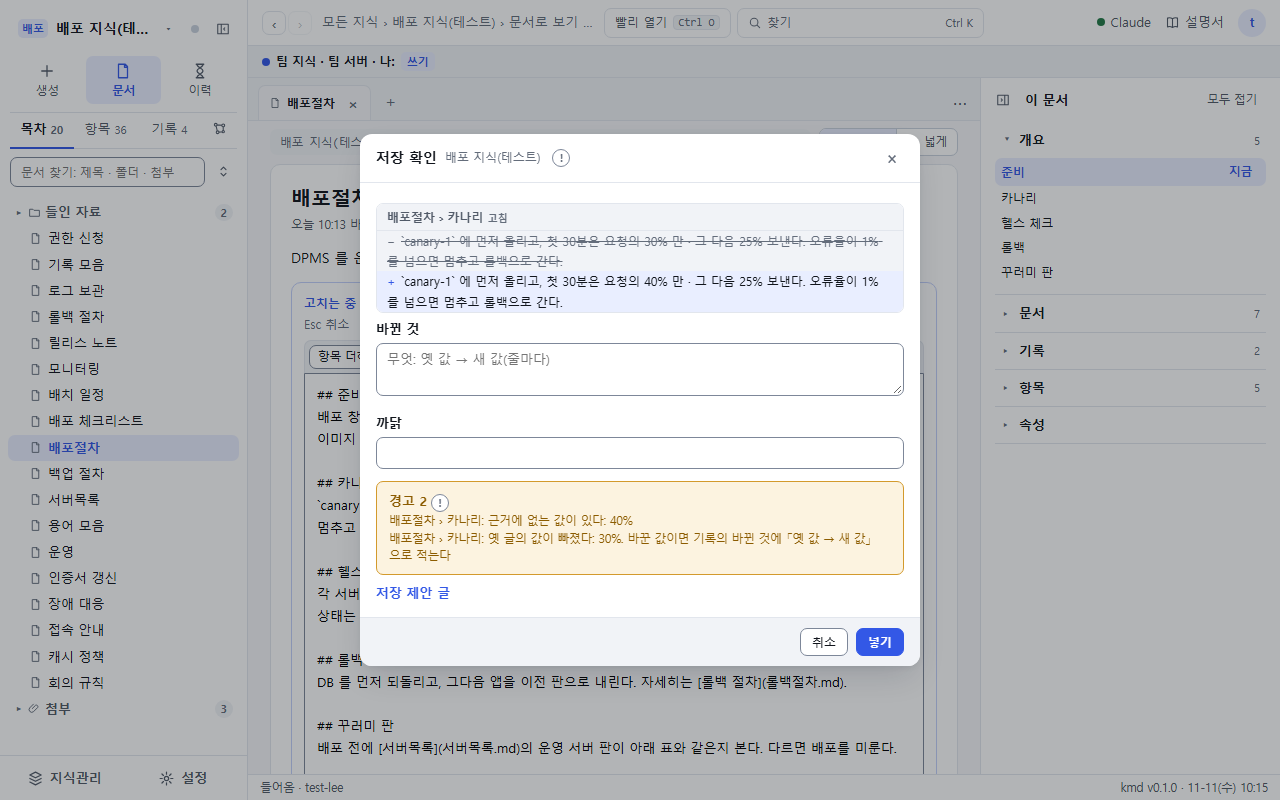 배포 배포 지식(테...
모든 지식 › 배포 지식(테스트) › 문서로 보기 ...
빨리 열기 Ctrl O
찾기 Ctrl K
Claude
설명서
t
팀 지식 · 팀 서버 · 나: 쓰기
생성
문서
이력
목차 20
항목 36
기록 4
문서 찾기: 제목 · 폴더 · 첨부
들인 자료 2
권한 신청
기록 모음
로그 보관
롤백 절차
릴리스 노트
모니터링
배치 일정
배포 체크리스트
배포절차
백업 절차
서버목록
용어 모음
운영
인증서 갱신
장애 대응
접속 안내
캐시 정책
회의 규칙
첨부 3
지식관리
설정
배포절차
배포 지식(테스
넓게
배포절차
오늘 10:13
DPMS 를
고치는 중
Esc 취소
항목 더
## 준비
배포 창
이미지
## 카나
`canary
멈추고
## 헬스
각 서버
상태는
## 롤백
DB 를 먼저 되돌리고, 그다음 앱을 이전 판으로 내린다. 자세히는 [롤백 절차](롤백절차.md).
## 꾸러미 판
배포 전에 [서버목록](서버목록.md)의 운영 서버 판이 아래 표와 같은지 본다. 다르면 배포를 미룬다.
저장 확인 배포 지식(테스트) !
배포절차 › 카나리 고침
− `canary-1` 에 먼저 올리고, 첫 30분은 요청의 30% 만 · 그 다음 25% 보낸다. 오류율이 1%
를 넘으면 멈추고 롤백으로 간다.
+ `canary-1` 에 먼저 올리고, 첫 30분은 요청의 40% 만 · 그 다음 25% 보낸다. 오류율이 1%
를 넘으면 멈추고 롤백으로 간다.
바뀐 것
무엇: 옛 값 → 새 값(줄마다)
까닭
경고 2 !
배포절차 › 카나리: 근거에 없는 값이 있다: 40%
배포절차 › 카나리: 옛 글의 값이 빠졌다: 30%. 바꾼 값이면 기록의 바뀐 것에 「옛 값 → 새 값」
으로 적는다
저장 제안 글
취소
넣기
이 문서
모두 접기
개요 5
준비 지금
카나리
헬스 체크
롤백
꾸러미 판
문서 7
기록 2
항목 5
속성
들어옴 · test-lee
kmd v0.1.0 · 11-11(수) 10:15